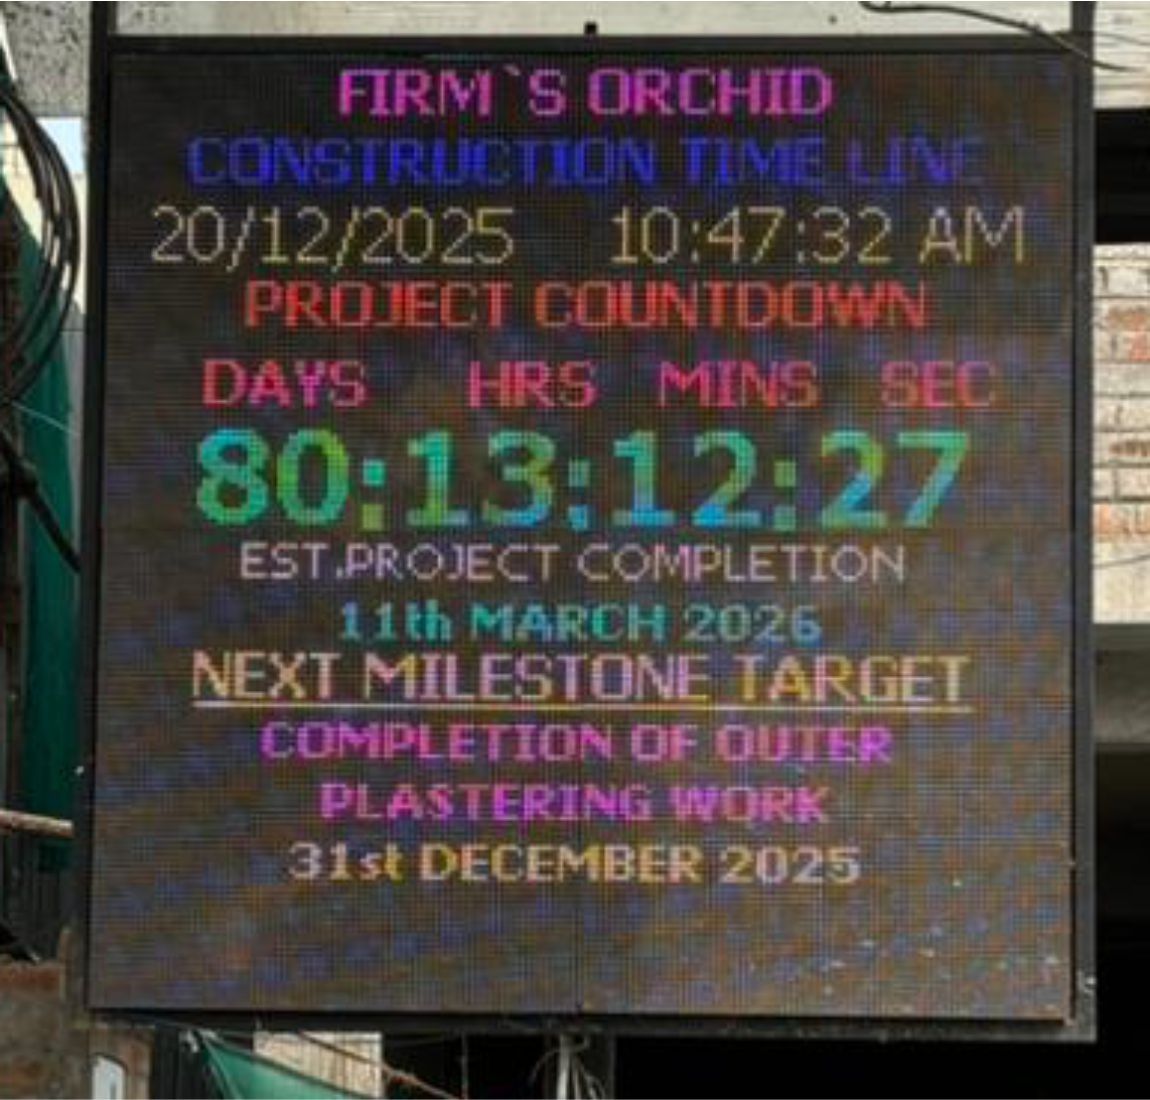 FIRM`S ORCHID
CONSTRUCTION TIME LINE
20/12/2025 10:47:32 AM
PROJECT COUNTDOWN
DAYS HRS MINS SEC
80:13:12:27
EST.PROJECT COMPLETION
11th MARCH 2026
NEXT MILESTONE TARGET
COMPLETION OF OUTER
PLASTERING WORK
31st DECEMBER 2025